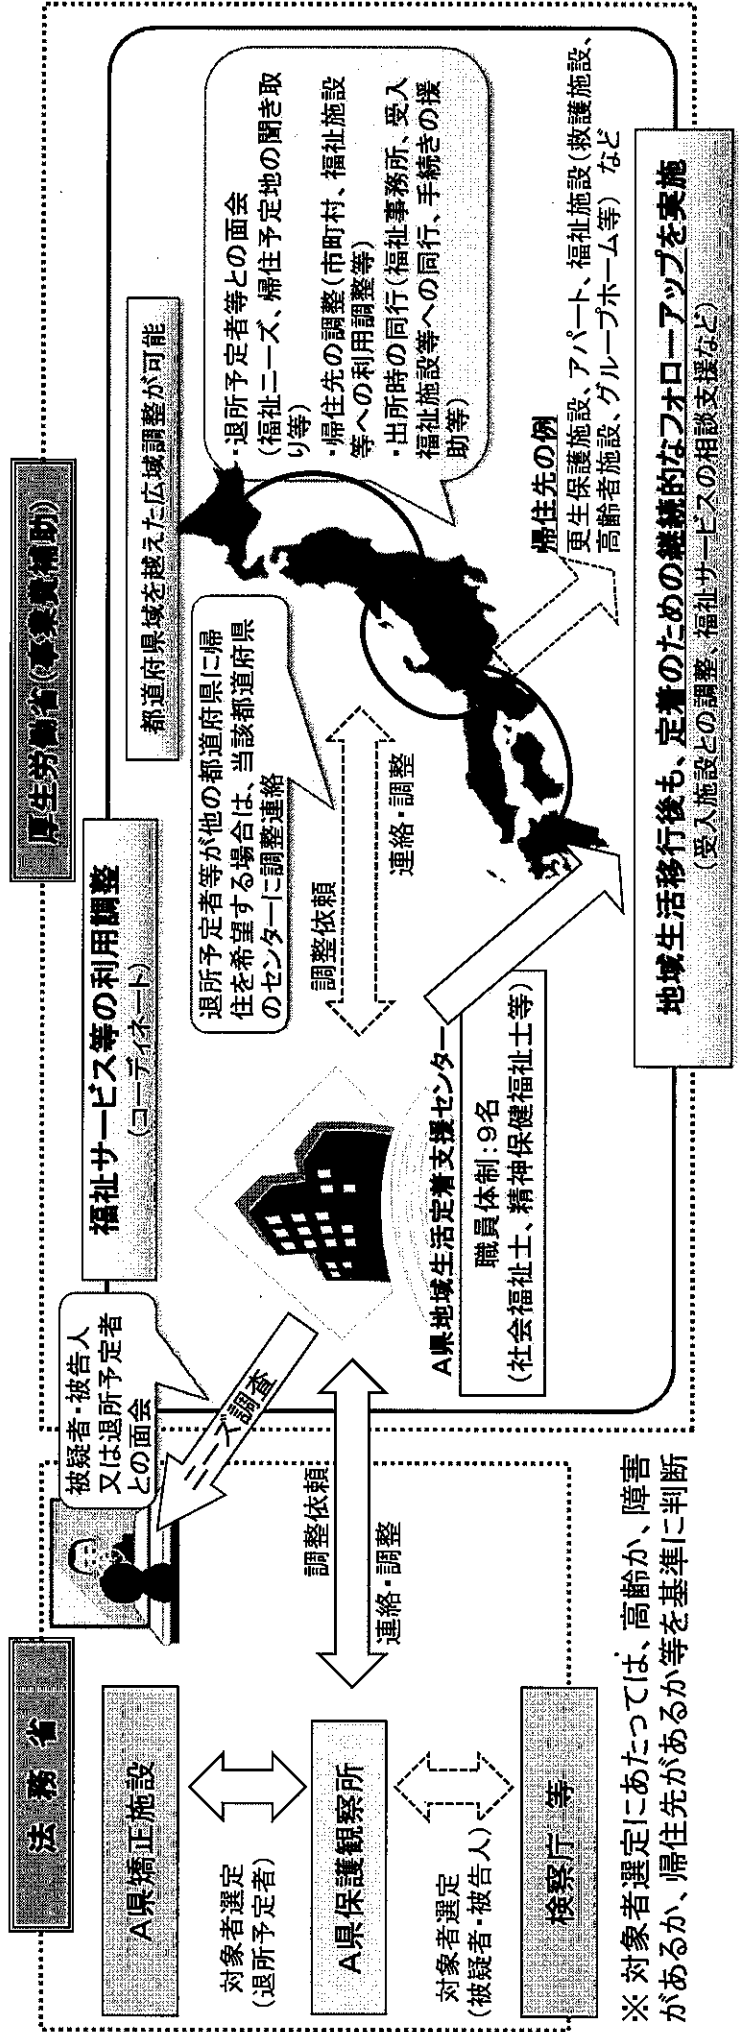 法務省
A県矯正施設
対象者選定
(退所予定者)
A県保護観察所
対象者選定
(被疑者・被告人)
検察庁 等
※ 対象者選定にあたっては、高齢か、障害
があるか、帰住先があるか等を基準に判断
被疑者・被告人
又は退所予定者
との面会
ニーズ調査
調整依頼
連絡・調整
厚生労働省(事業費補助)
福祉サービス等の利用調整
(コーディネート)
A県地域生活定着支援センター
職員体制:9名
(社会福祉士、精神保健福祉士等)
退所予定者等が他の都道府県に帰
住を希望する場合は、当該都道府県
のセンターに調整連絡
調整依頼
連絡・調整
都道府県域を越えた広域調整が可能
・退所予定者等との面会
(福祉ニーズ、帰住予定地の聞き取
り等)
・帰住先の調整(市町村、福祉施設
等への利用調整等)
・出所時の同行(福祉事務所、受入
福祉施設等への同行、手続きの援
助等)
帰住先の例
更生保護施設、アパート、福祉施設(救護施設、
高齢者施設、グループホーム等) など
地域生活移行後も、定着のための継続的なフォローアップを実施
(受入施設との調整、福祉サービスの相談支援など)